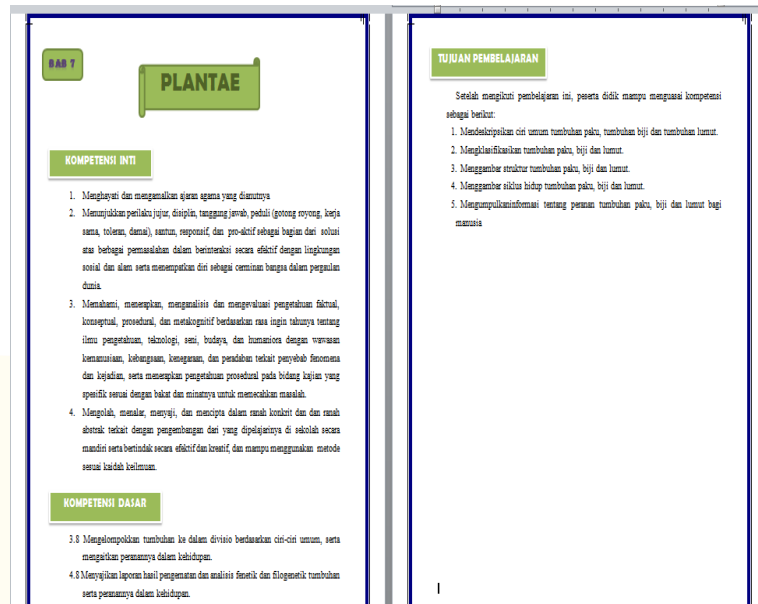 BAB 7
PLANTAE
KOMPETENSI INTI
1. Menghayati dan mengamalkan ajaran agama yang dianutnya
2. Menunjukkan perilaku jujur, disiplin, tanggung jawab, peduli (gotong royong, kerja
sama, toleran, damai), santun, responsif, dan pro-aktif sebagai bagian dari solusi
atas berbagai permasalahan dalam berinteraksi secara efektif dengan lingkungan
sosial dan alam serta menempatkan diri sebagai cerminan bangsa dalam pergaulan
dunia.
3. Memahami, menerapkan, menganalisis dan mengevaluasi pengetahuan faktual,
konseptual, prosedural, dan metakognitif berdasarkan rasa ingin tahunya tentang
ilmu pengetahuan, teknologi, seni, budaya, dan humaniora dengan wawasan
kemanusiaan, kebangsaan, kenegaraan, dan peradaban terkait penyebab fenomena
dan kejadian, serta menerapkan pengetahuan prosedural pada bidang kajian yang
spesifik sesuai dengan bakat dan minatnya untuk memecahkan masalah.
4. Mengolah, menalar, menyaji, dan mencipta dalam ranah konkrit dan dan ranah
abstrak terkait dengan pengembangan dari yang dipelajarinya di sekolah secara
mandiri serta bertindak secara efektif dan kreatif, dan mampu menggunakan metode
sesuai kaidah keilmuan.
KOMPETENSI DASAR
3.8 Mengelompokkan tumbuhan ke dalam divisio berdasarkan ciri-ciri umum, serta
mengaitkan peranannya dalam kehidupan.
4.8 Menyajikan laporan hasil pengematan dan analisis fenetik dan filogenetik tumbuhan
serta peranannya dalam kehidupan.
TUJUAN PEMBELAJARAN
Setelah mengikuti pembelajaran ini, peserta didik mampu menguasai kompetensi
sebagai berikut:
1. Mendeskripsikan ciri umum tumbuhan paku, tumbuhan biji dan tumbuhan lumut.
2. Mengklasifikasikan tumbuhan paku, biji dan lumut.
3. Menggambar struktur tumbuhan paku, biji dan lumut.
4. Menggambar siklus hidup tumbuhan paku, biji dan lumut.
5. Mengumpulkaninformasi tentang peranan tumbuhan paku, biji dan lumut bagi
manusia